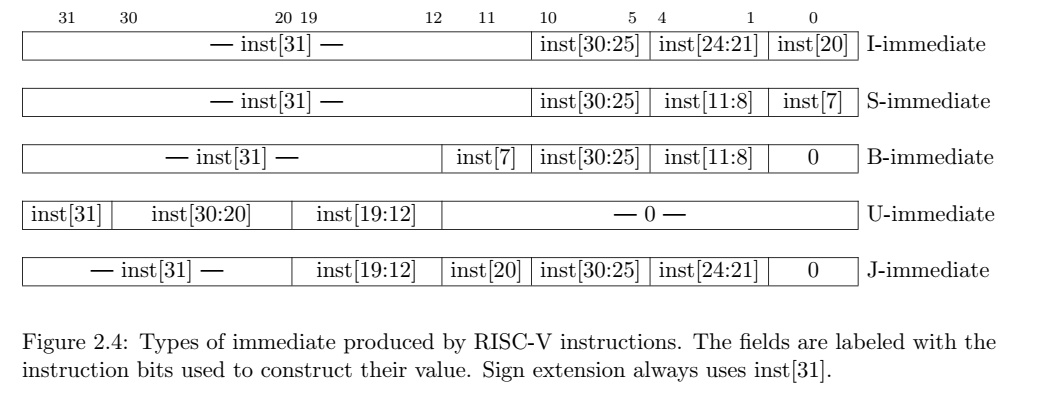 31 30 20 19 12 11 10 5 4 1 0
— inst[31] — inst[30:25] inst[24:21] inst[20] I-immediate
— inst[31] — inst[30:25] inst[11:8] inst[7] S-immediate
— inst[31] — inst[7] inst[30:25] inst[11:8] 0 B-immediate
inst[31] inst[30:20] inst[19:12] — 0 — U-immediate
— inst[31] — inst[19:12] inst[20] inst[30:25] inst[24:21] 0 J-immediate
Figure 2.4: Types of immediate produced by RISC-V instructions. The fields are labeled with the
instruction bits used to construct their value. Sign extension always uses inst[31].